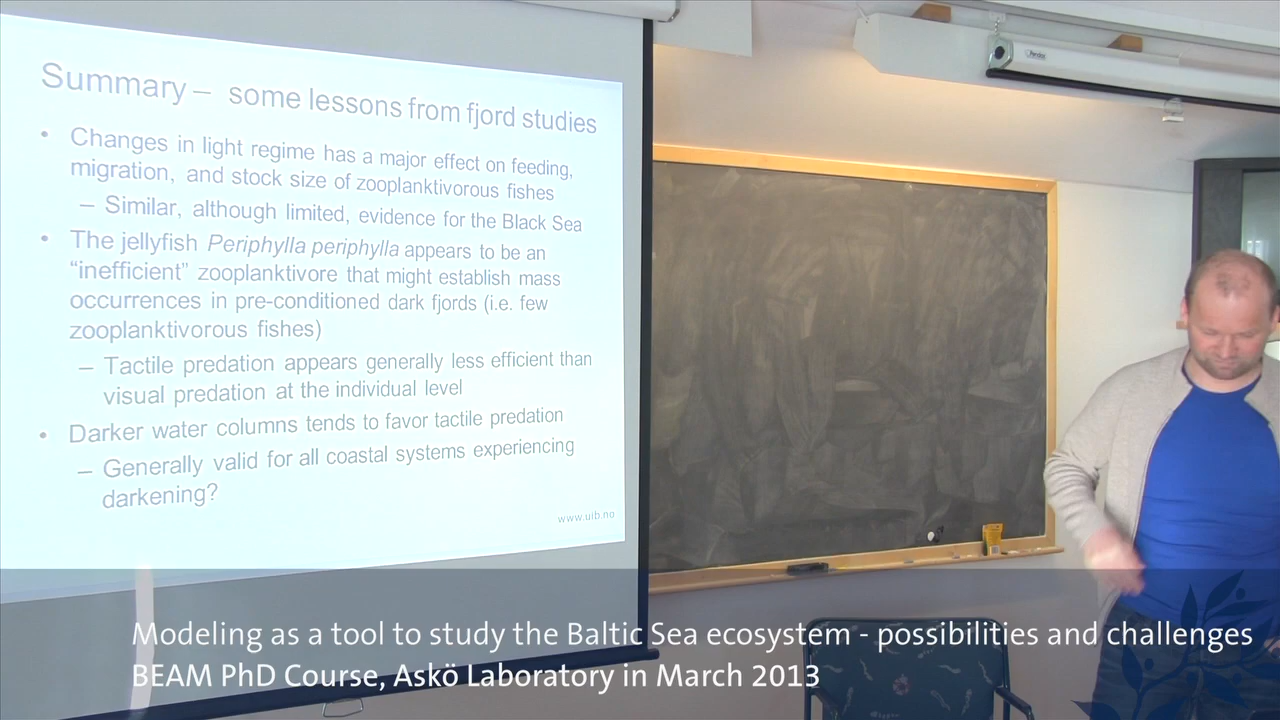 Summary – some lessons from fjord studies
• Changes in light regime has a major effect on feeding,
migration, and stock size of zooplanktivorous fishes
– Similar, although limited, evidence for the Black Sea
• The jellyfish Periphylla periphylla appears to be an
“inefficient” zooplanktivore that might establish mass
occurrences in pre-conditioned dark fjords (i.e. few
zooplanktivorous fishes)
– Tactile predation appears generally less efficient than
visual predation at the individual level
• Darker water columns tends to favor tactile predation
– Generally valid for all coastal systems experiencing
darkening?
www.uib.no
Modeling as a tool to study the Baltic Sea ecosystem - possibilities and challenges
BEAM PhD Course, Askö Laboratory in March 2013